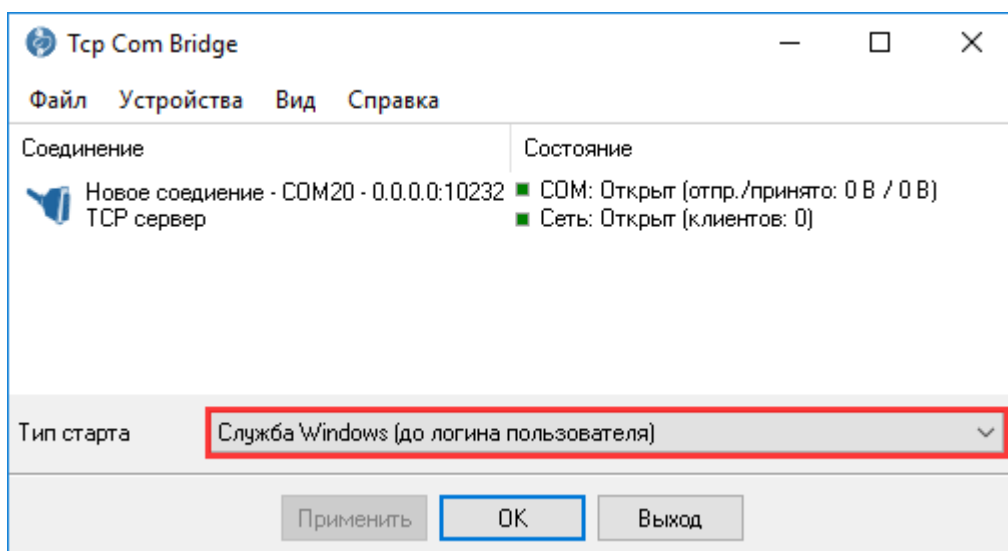 Tcp Com Bridge
Файл Устройства Вид Справка
Соединение Состояние
Новое соедиение - COM20 - 0.0.0.0:10232 COM: Открыт (отпр./принято: 0 B / 0 B)
TCP сервер Сеть: Открыт (клиентов: 0)
Тип старта Служба Windows (до логина пользователя)
Применить OK Выход